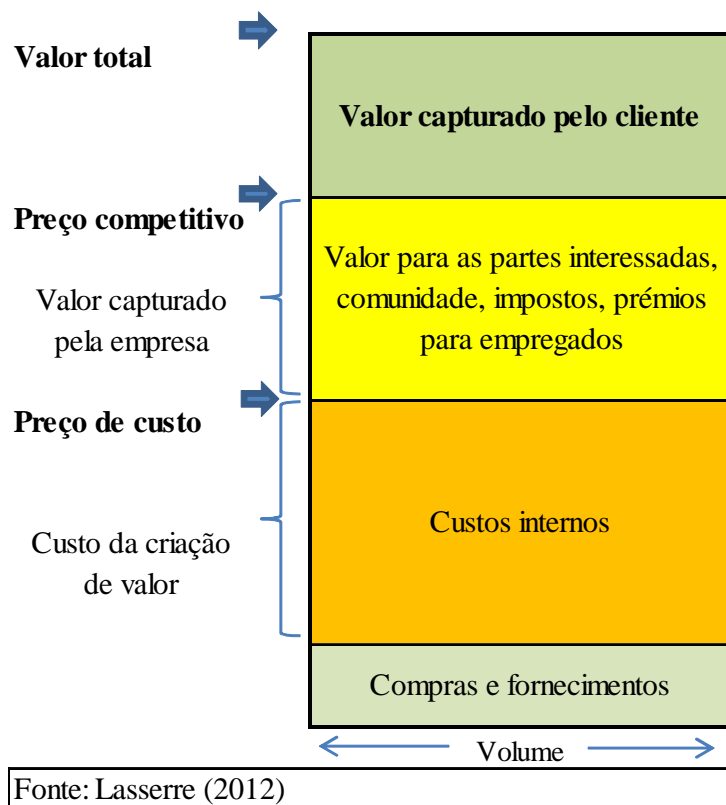 Valor total
Valor capturado pelo cliente
Preço competitivo
Valor capturado
pela empresa
Valor para as partes interessadas,
comunidade, impostos, prémios
para empregados
Preço de custo
Custo da criação
de valor
Custos internos
Compras e fornecimentos
Volume
Fonte: Lasserre (2012)